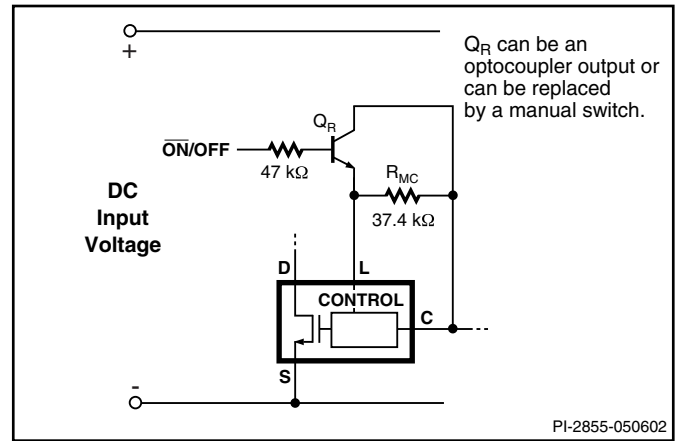 +
Q_R can be an
optocoupler output or
can be replaced
by a manual switch.
Q_R
ON/OFF
47 kΩ
R_MC
37.4 kΩ
DC
Input
Voltage
D
L
CONTROL
C
S
-
PI-2855-050602